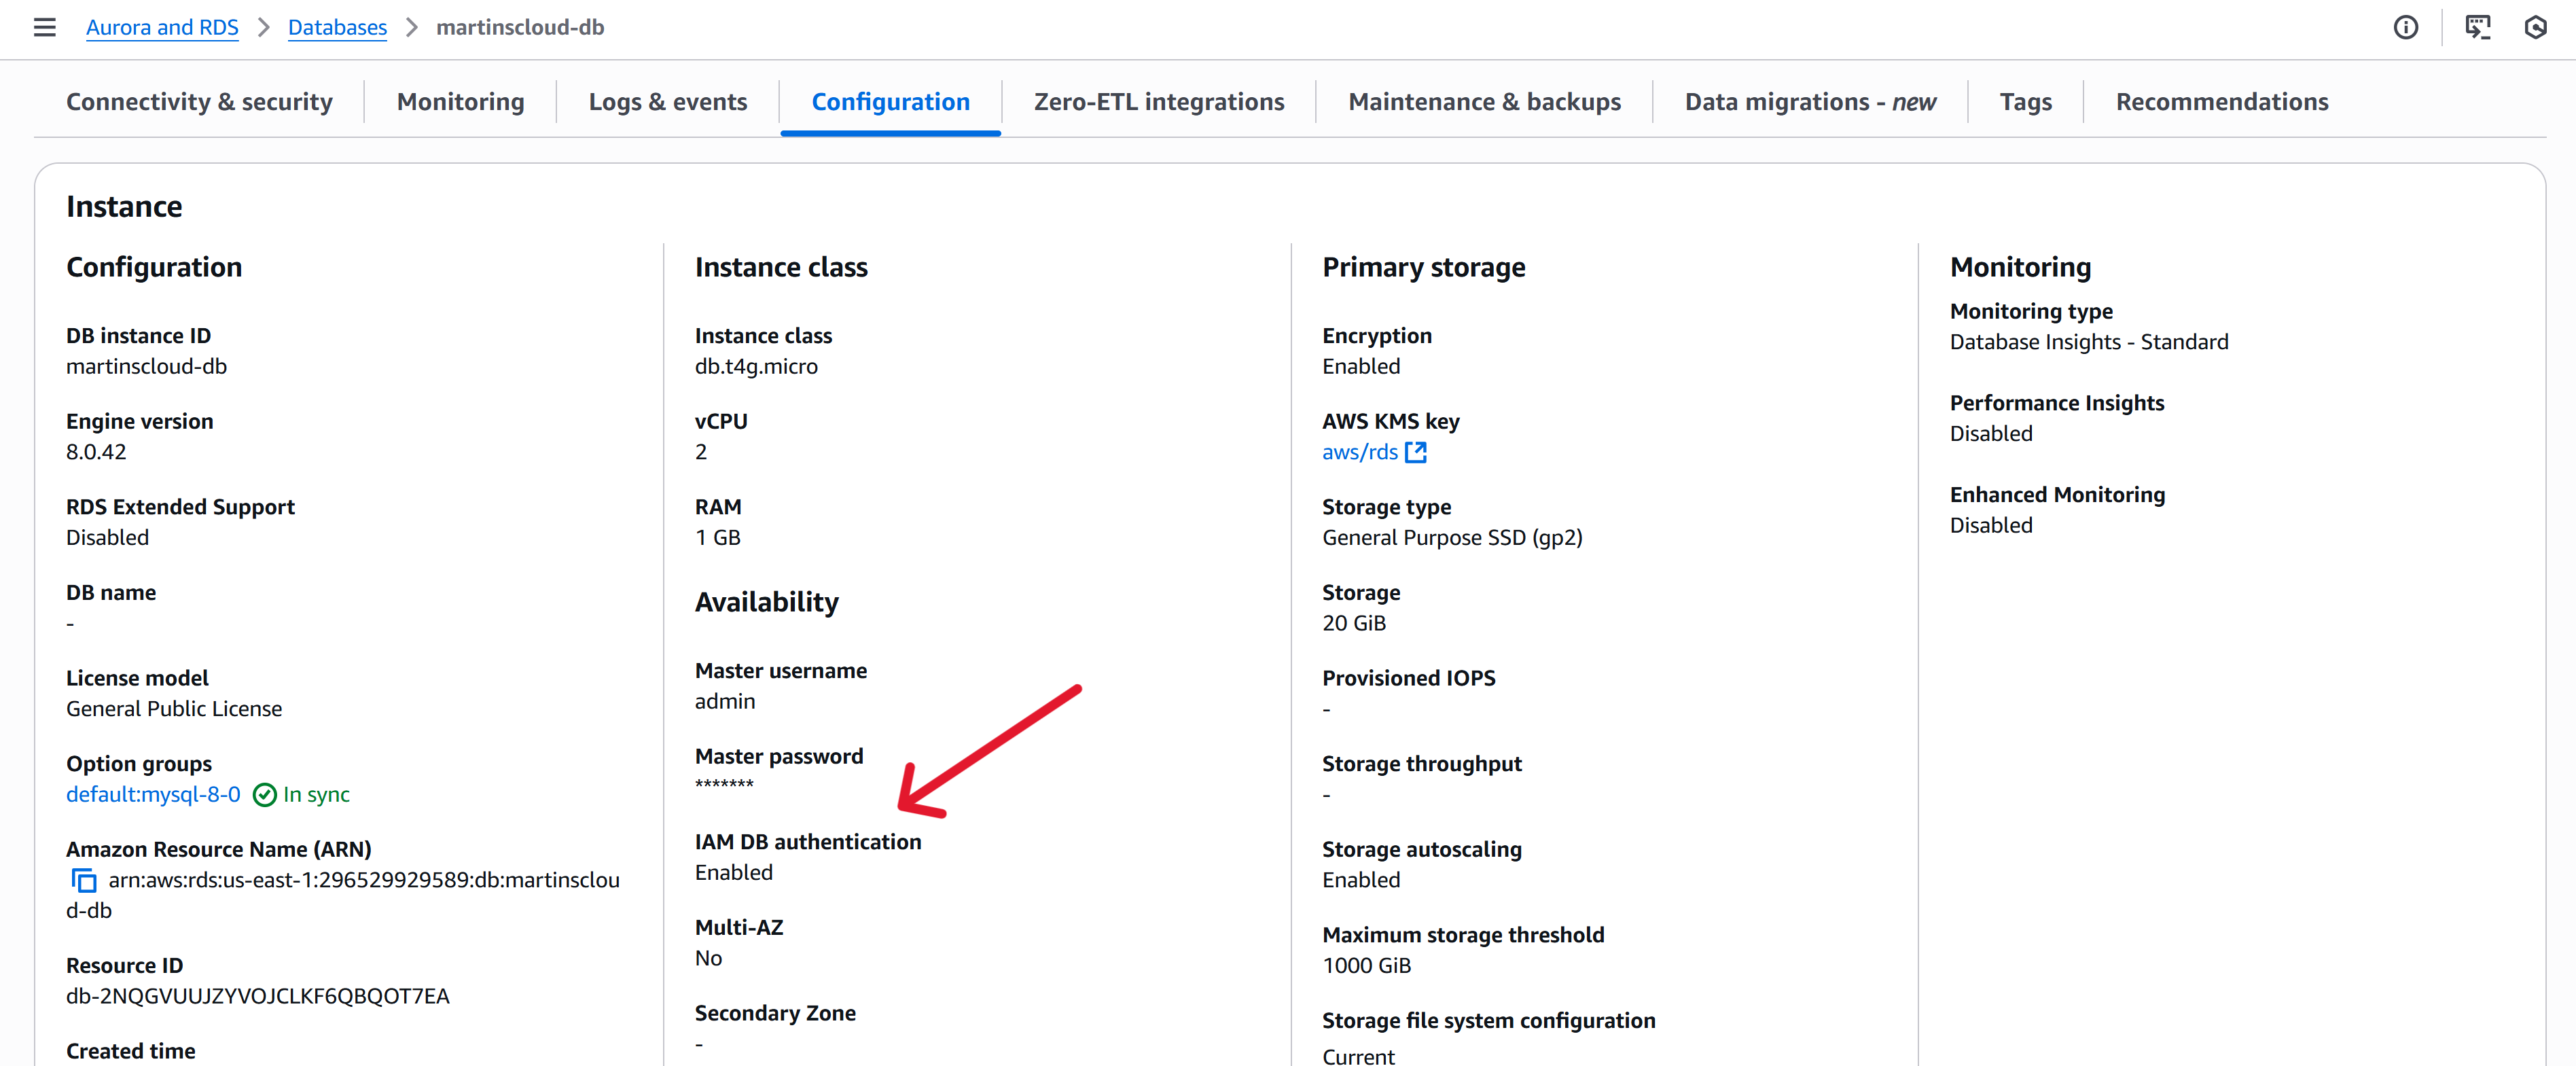 Aurora and RDS > Databases > martinscloud-db
Connectivity & security
Monitoring
Logs & events
Configuration
Zero-ETL integrations
Maintenance & backups
Data migrations - new
Tags
Recommendations
Instance
Configuration
DB instance ID
martinscloud-db
Engine version
8.0.42
RDS Extended Support
Disabled
DB name
-
License model
General Public License
Option groups
default:mysql-8-0 In sync
Amazon Resource Name (ARN)
arn:aws:rds:us-east-1:296529929589:db:martinsclou
d-db
Resource ID
db-2NQGVUUJZYVOJCLKF6QBQOT7EA
Created time
Instance class
Instance class
db.t4g.micro
vCPU
2
RAM
1 GB
Availability
Master username
admin
Master password
*******
IAM DB authentication
Enabled
Multi-AZ
No
Secondary Zone
-
Primary storage
Encryption
Enabled
AWS KMS key
aws/rds
Storage type
General Purpose SSD (gp2)
Storage
20 GiB
Provisioned IOPS
-
Storage throughput
-
Storage autoscaling
Enabled
Maximum storage threshold
1000 GiB
Storage file system configuration
Current
Monitoring
Monitoring type
Database Insights - Standard
Performance Insights
Disabled
Enhanced Monitoring
Disabled